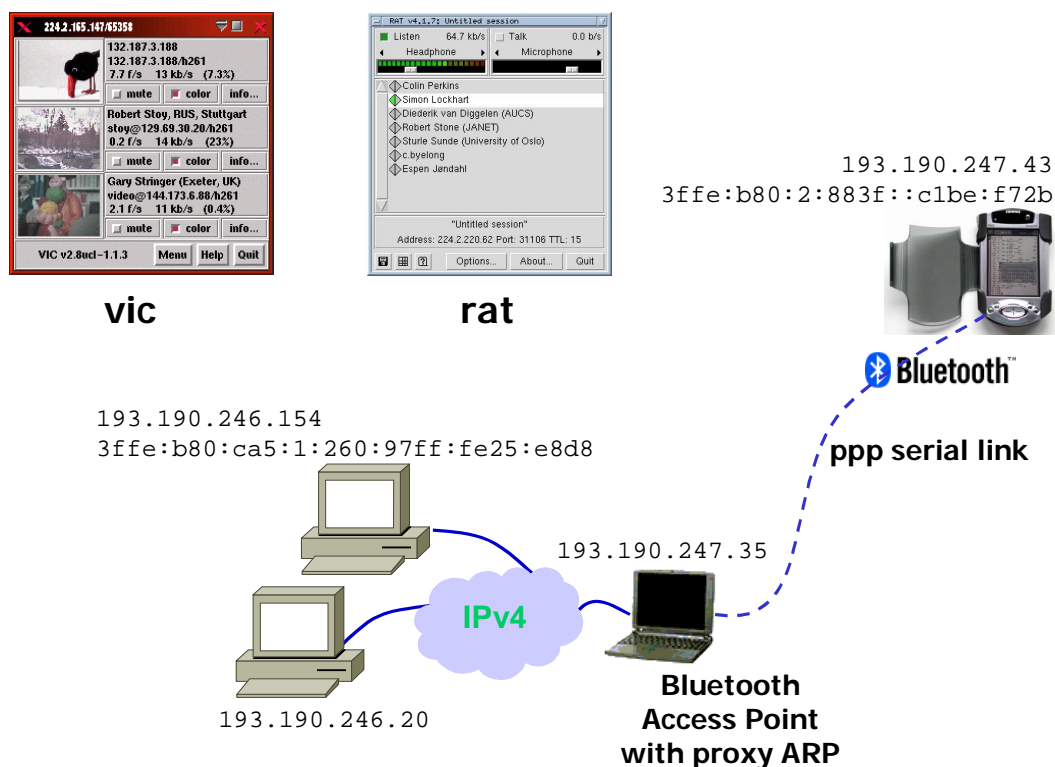 224.2.165.147/65358
132.187.3.188
132.187.3.188/h261
7.7 f/s 13 kb/s (7.3%)
mute color info...
Robert Stoy, RUS, Stuttgart
stoy@129.69.30.20/h261
0.2 f/s 14 kb/s (23%)
mute color info...
Gary Stringer (Exeter, UK)
video@144.173.6.88/h261
2.1 f/s 11 kb/s (0.4%)
mute color info...
VIC v2.8ucl-1.1.3 Menu Help Quit
vic
RAT v4.1.7: Untitled session
Listen 64.7 kb/s Talk 0.0 b/s
Headphone Microphone
Colin Perkins
Simon Lockhart
Diederik van Diggelen (AUCS)
Robert Stone (JANET)
Sturle Sunde (University of Oslo)
c.byelong
Espen Jøndahl
"Untitled session"
Address: 224.2.220.62 Port: 31106 TTL: 15
Options... About... Quit
rat
193.190.247.43
3ffe:b80:2:883f::c1be:f72b
Bluetooth™
ppp serial link
193.190.246.154
3ffe:b80:ca5:1:260:97ff:fe25:e8d8
193.190.247.35
IPv4
193.190.246.20
Bluetooth
Access Point
with proxy ARP